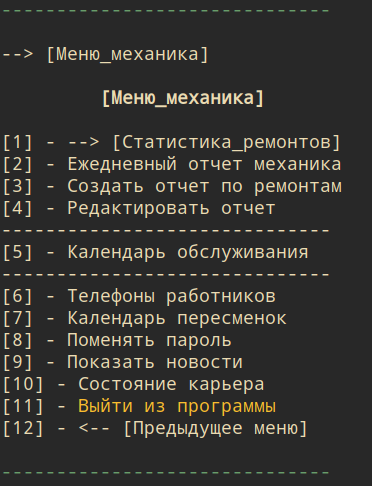 ------------------------------
--> [Меню_механика]
[Меню_механика]
[1] - --> [Статистика_ремонтов]
[2] - Ежедневный отчет механика
[3] - Создать отчет по ремонтам
[4] - Редактировать отчет
------------------------------
[5] - Календарь обслуживания
------------------------------
[6] - Телефоны работников
[7] - Календарь пересменок
[8] - Поменять пароль
[9] - Показать новости
[10] - Состояние карьера
[11] - Выйти из программы
[12] - <-- [Предыдущее меню]
------------------------------